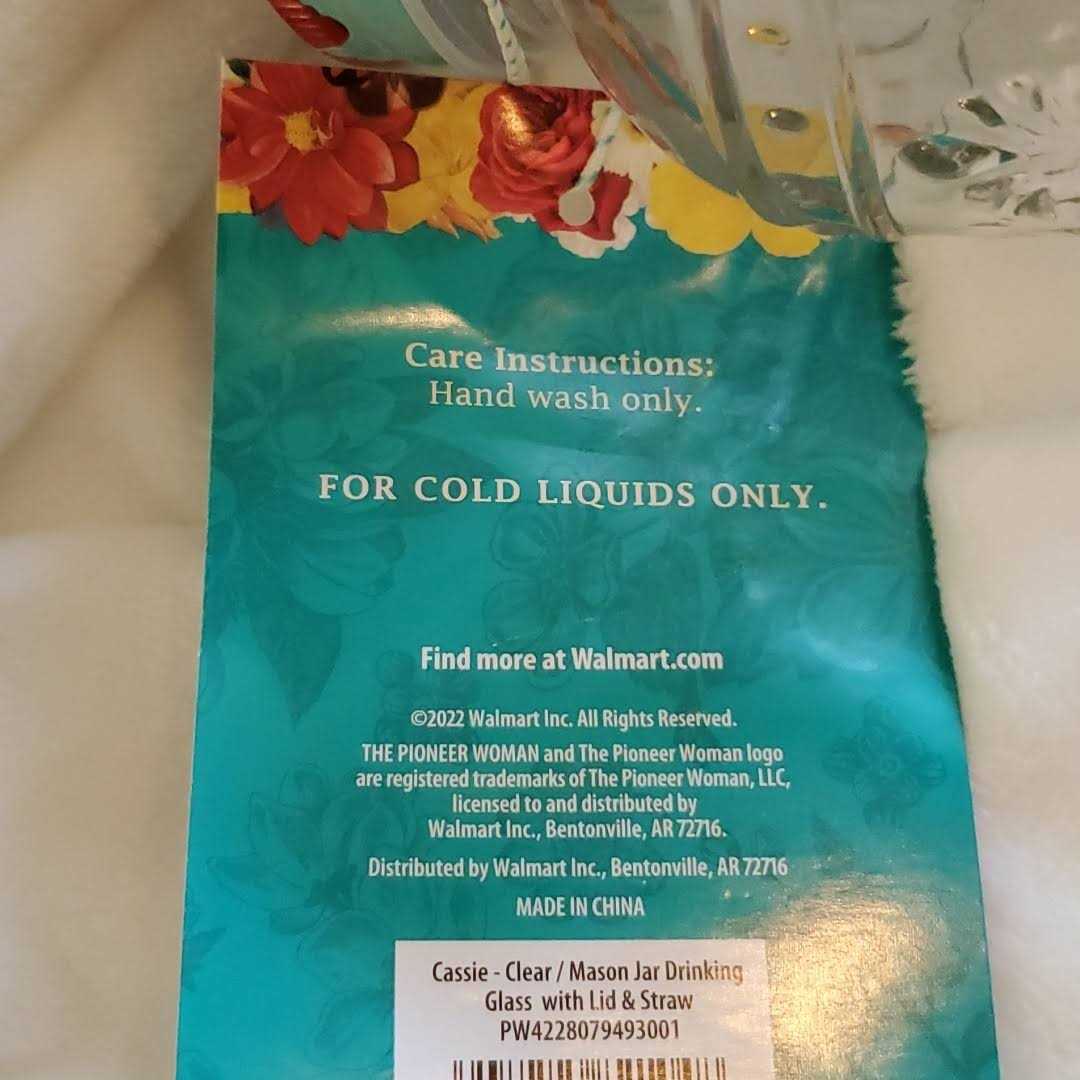 Care Instructions:
Hand wash only.
FOR COLD LIQUIDS ONLY.
Find more at Walmart.com
©2022 Walmart Inc. All Rights Reserved.
THE PIONEER WOMAN and The Pioneer Woman logo
are registered trademarks of The Pioneer Woman, LLC,
licensed to and distributed by
Walmart Inc., Bentonville, AR 72716.
Distributed by Walmart Inc., Bentonville, AR 72716
MADE IN CHINA
Cassie - Clear / Mason Jar Drinking
Glass with Lid & Straw
PW4228079493001